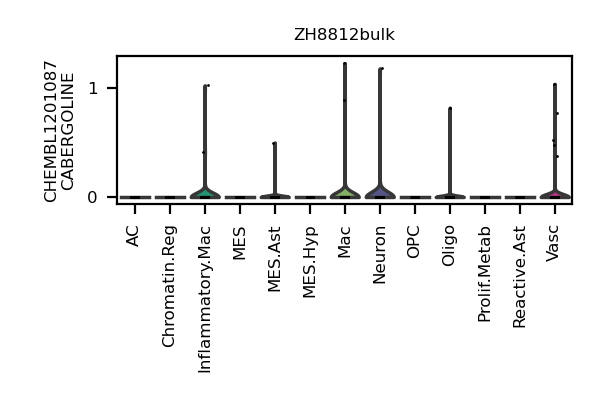 ZH8812bulk
CHEMBL1201087
CABERGOLINE
1
0
AC
Chromatin.Reg
Inflammatory.Mac
MES
MES.Ast
MES.Hyp
Mac
Neuron
OPC
Oligo
Prolif.Metab
Reactive.Ast
Vasc